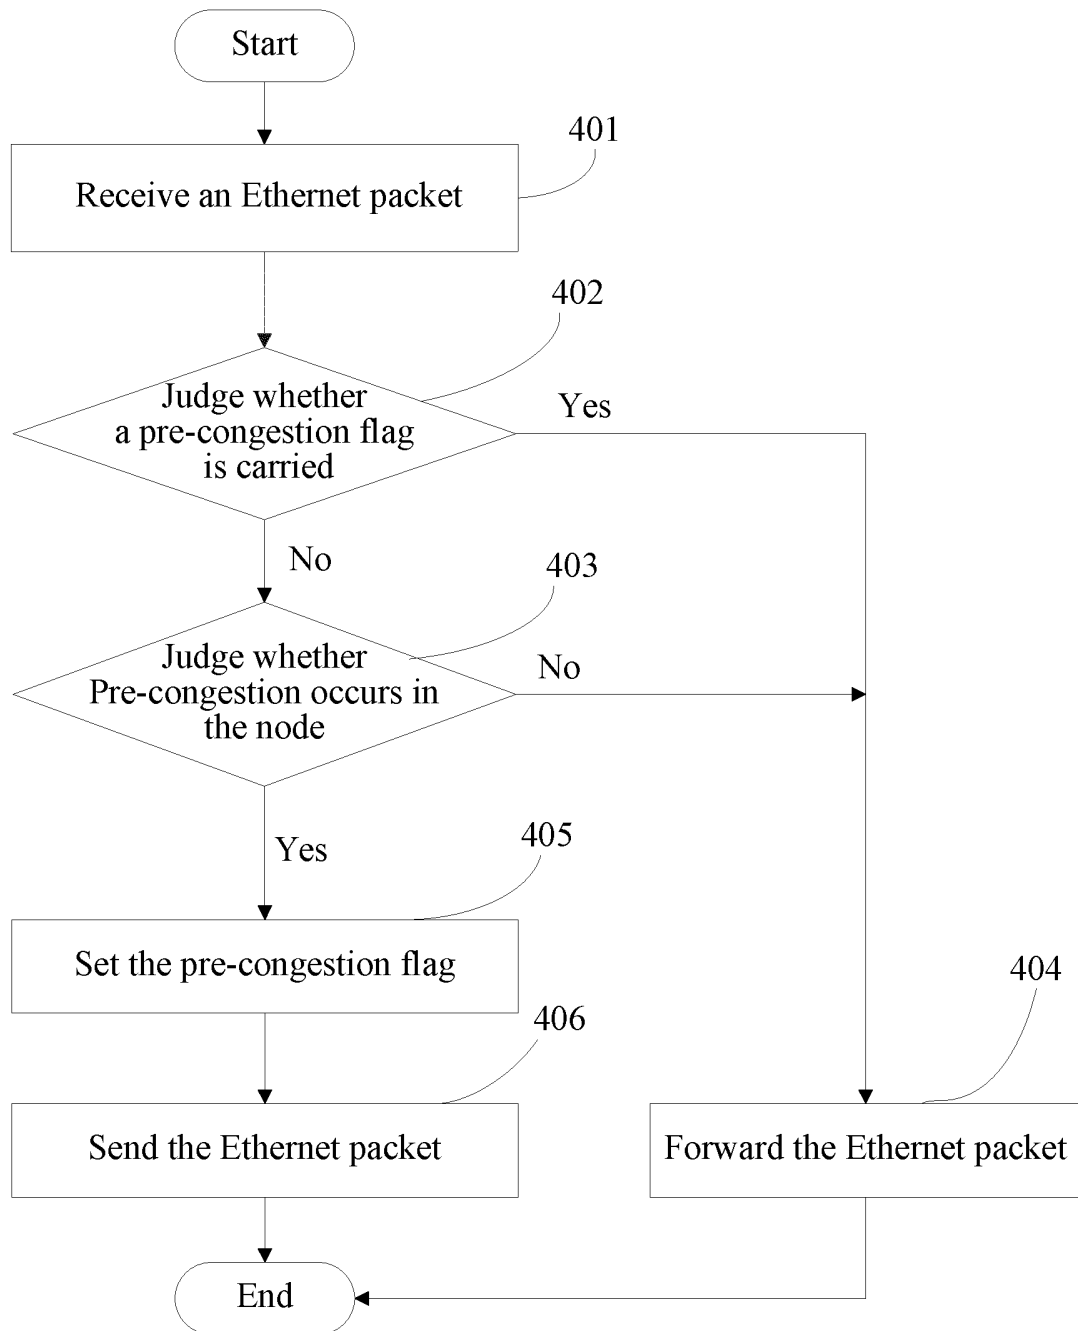 Start
401
Receive an Ethernet packet
402
Judge whether
a pre-congestion flag
is carried
Yes
No
403
Judge whether
Pre-congestion occurs in
the node
No
Yes
405
Set the pre-congestion flag
404
406
Send the Ethernet packet
Forward the Ethernet packet
End